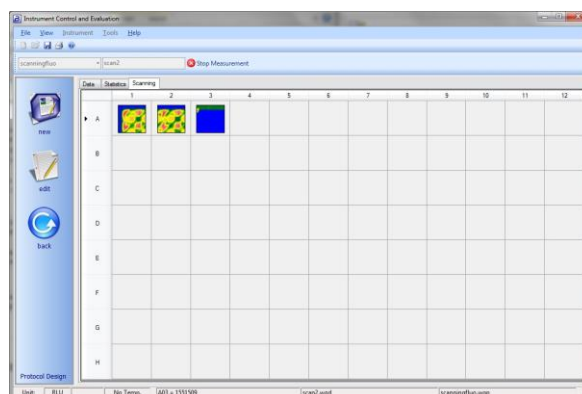 Instrument Control and Evaluation
File View Instrument Tools Help
scanningfluo scan2 Stop Measurement
Data Statistics Scanning
1 2 3 4 5 6 7 8 9 10 11 12
A
new
B
edit
C
D
back
E
F
G
H
Protocol Design
Unit: RLU No Temp. A03 = 1551509 scan2.wpd scanningfluo.wpp